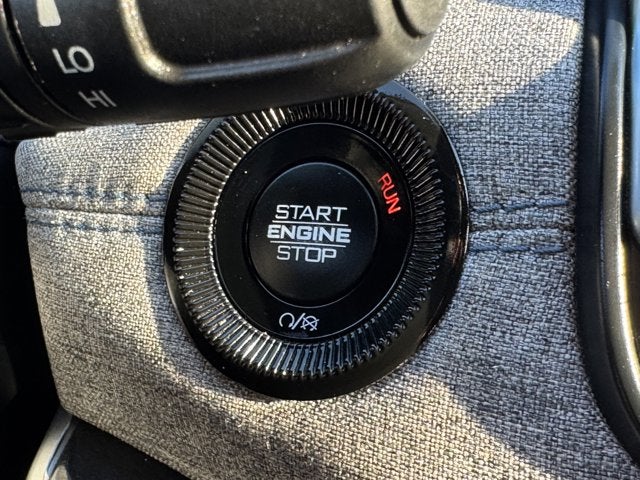 LO
HI
START
ENGINE
STOP
RUN